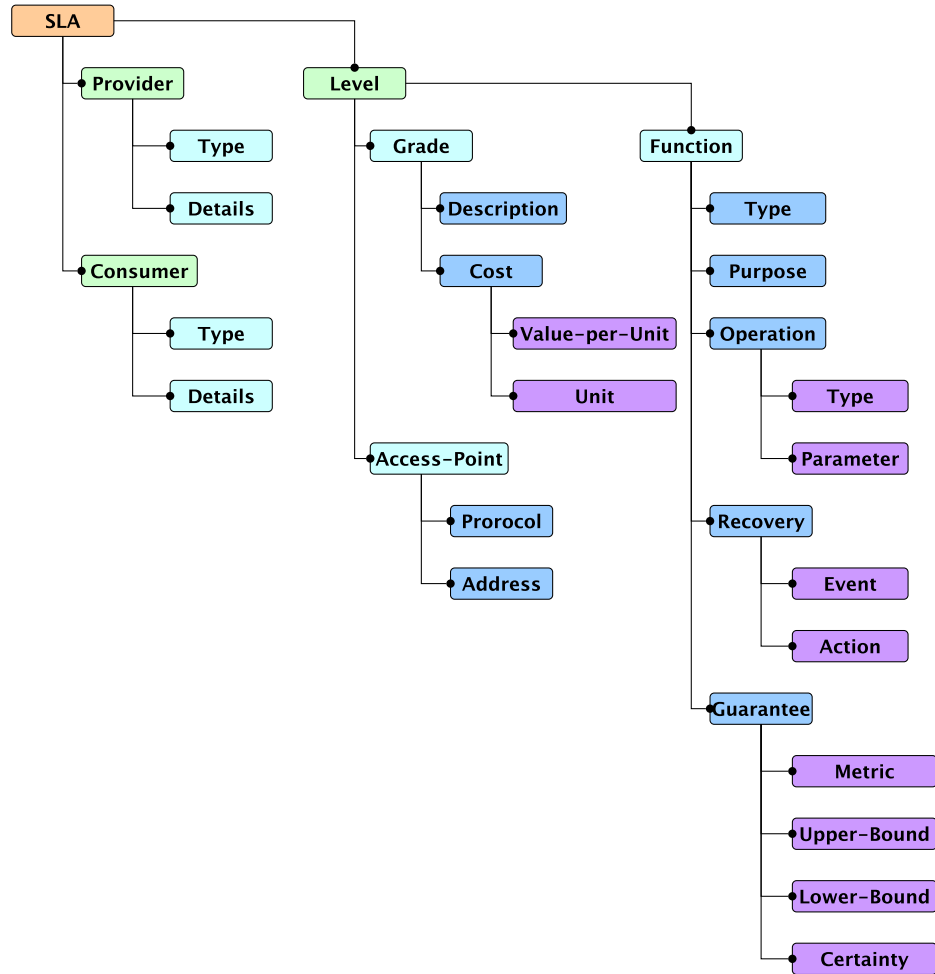 SLA
Provider
Type
Details
Consumer
Type
Details
Level
Grade
Description
Cost
Value-per-Unit
Unit
Access-Point
Prorocol
Address
Function
Type
Purpose
Operation
Type
Parameter
Recovery
Event
Action
Guarantee
Metric
Upper-Bound
Lower-Bound
Certainty